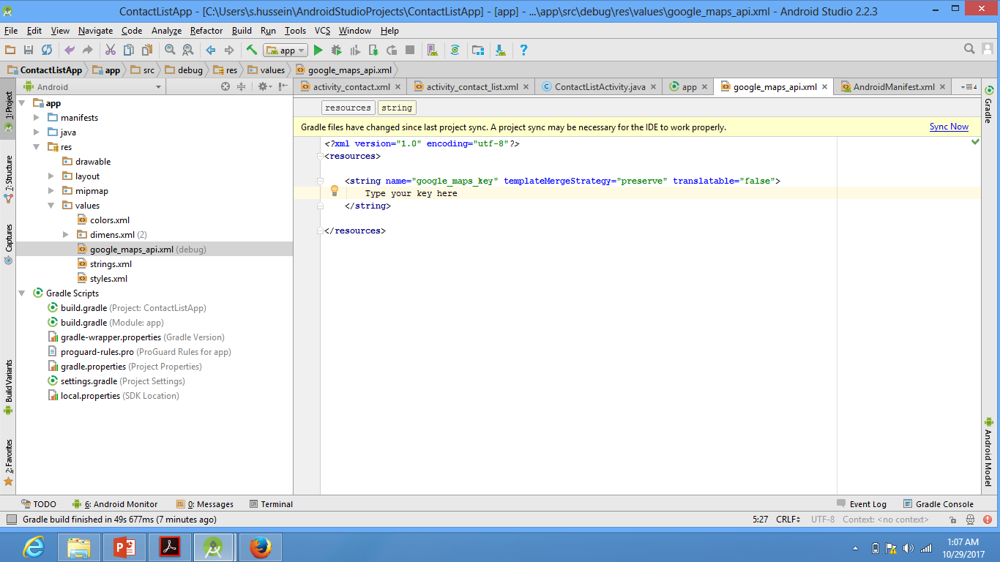 ContactListApp - [C:\Users\s.hussein\AndroidStudioProjects\ContactListApp] - [app] - ...\app\src\debug\res\values\google_maps_api.xml - Android Studio 2.2.3
File Edit View Navigate Code Analyze Refactor Build Run Tools VCS Window Help
app
ContactListApp app src debug res values google_maps_api.xml
Android
activity_contact.xml activity_contact_list.xml ContactListActivity.java app google_maps_api.xml AndroidManifest.xml 4
1: Project
7: Structure
Captures
Build Variants
2: Favorites
app
manifests
java
res
drawable
layout
mipmap
values
colors.xml
dimens.xml (2)
google_maps_api.xml (debug)
strings.xml
styles.xml
Gradle Scripts
build.gradle (Project: ContactListApp)
build.gradle (Module: app)
gradle-wrapper.properties (Gradle Version)
proguard-rules.pro (ProGuard Rules for app)
gradle.properties (Project Properties)
settings.gradle (Project Settings)
local.properties (SDK Location)
resources string
Gradle files have changed since last project sync. A project sync may be necessary for the IDE to work properly. Sync Now
<?xml version="1.0" encoding="utf-8"?>
<resources>
<string name="google_maps_key" templateMergeStrategy="preserve" translatable="false">
Type your key here
</string>
</resources>
Gradle
Android Model
TODO 6: Android Monitor 0: Messages Terminal Event Log Gradle Console
Gradle build finished in 49s 677ms (7 minutes ago) 5:27 CRLF UTF-8 Context: <no context>
1:07 AM
10/29/2017